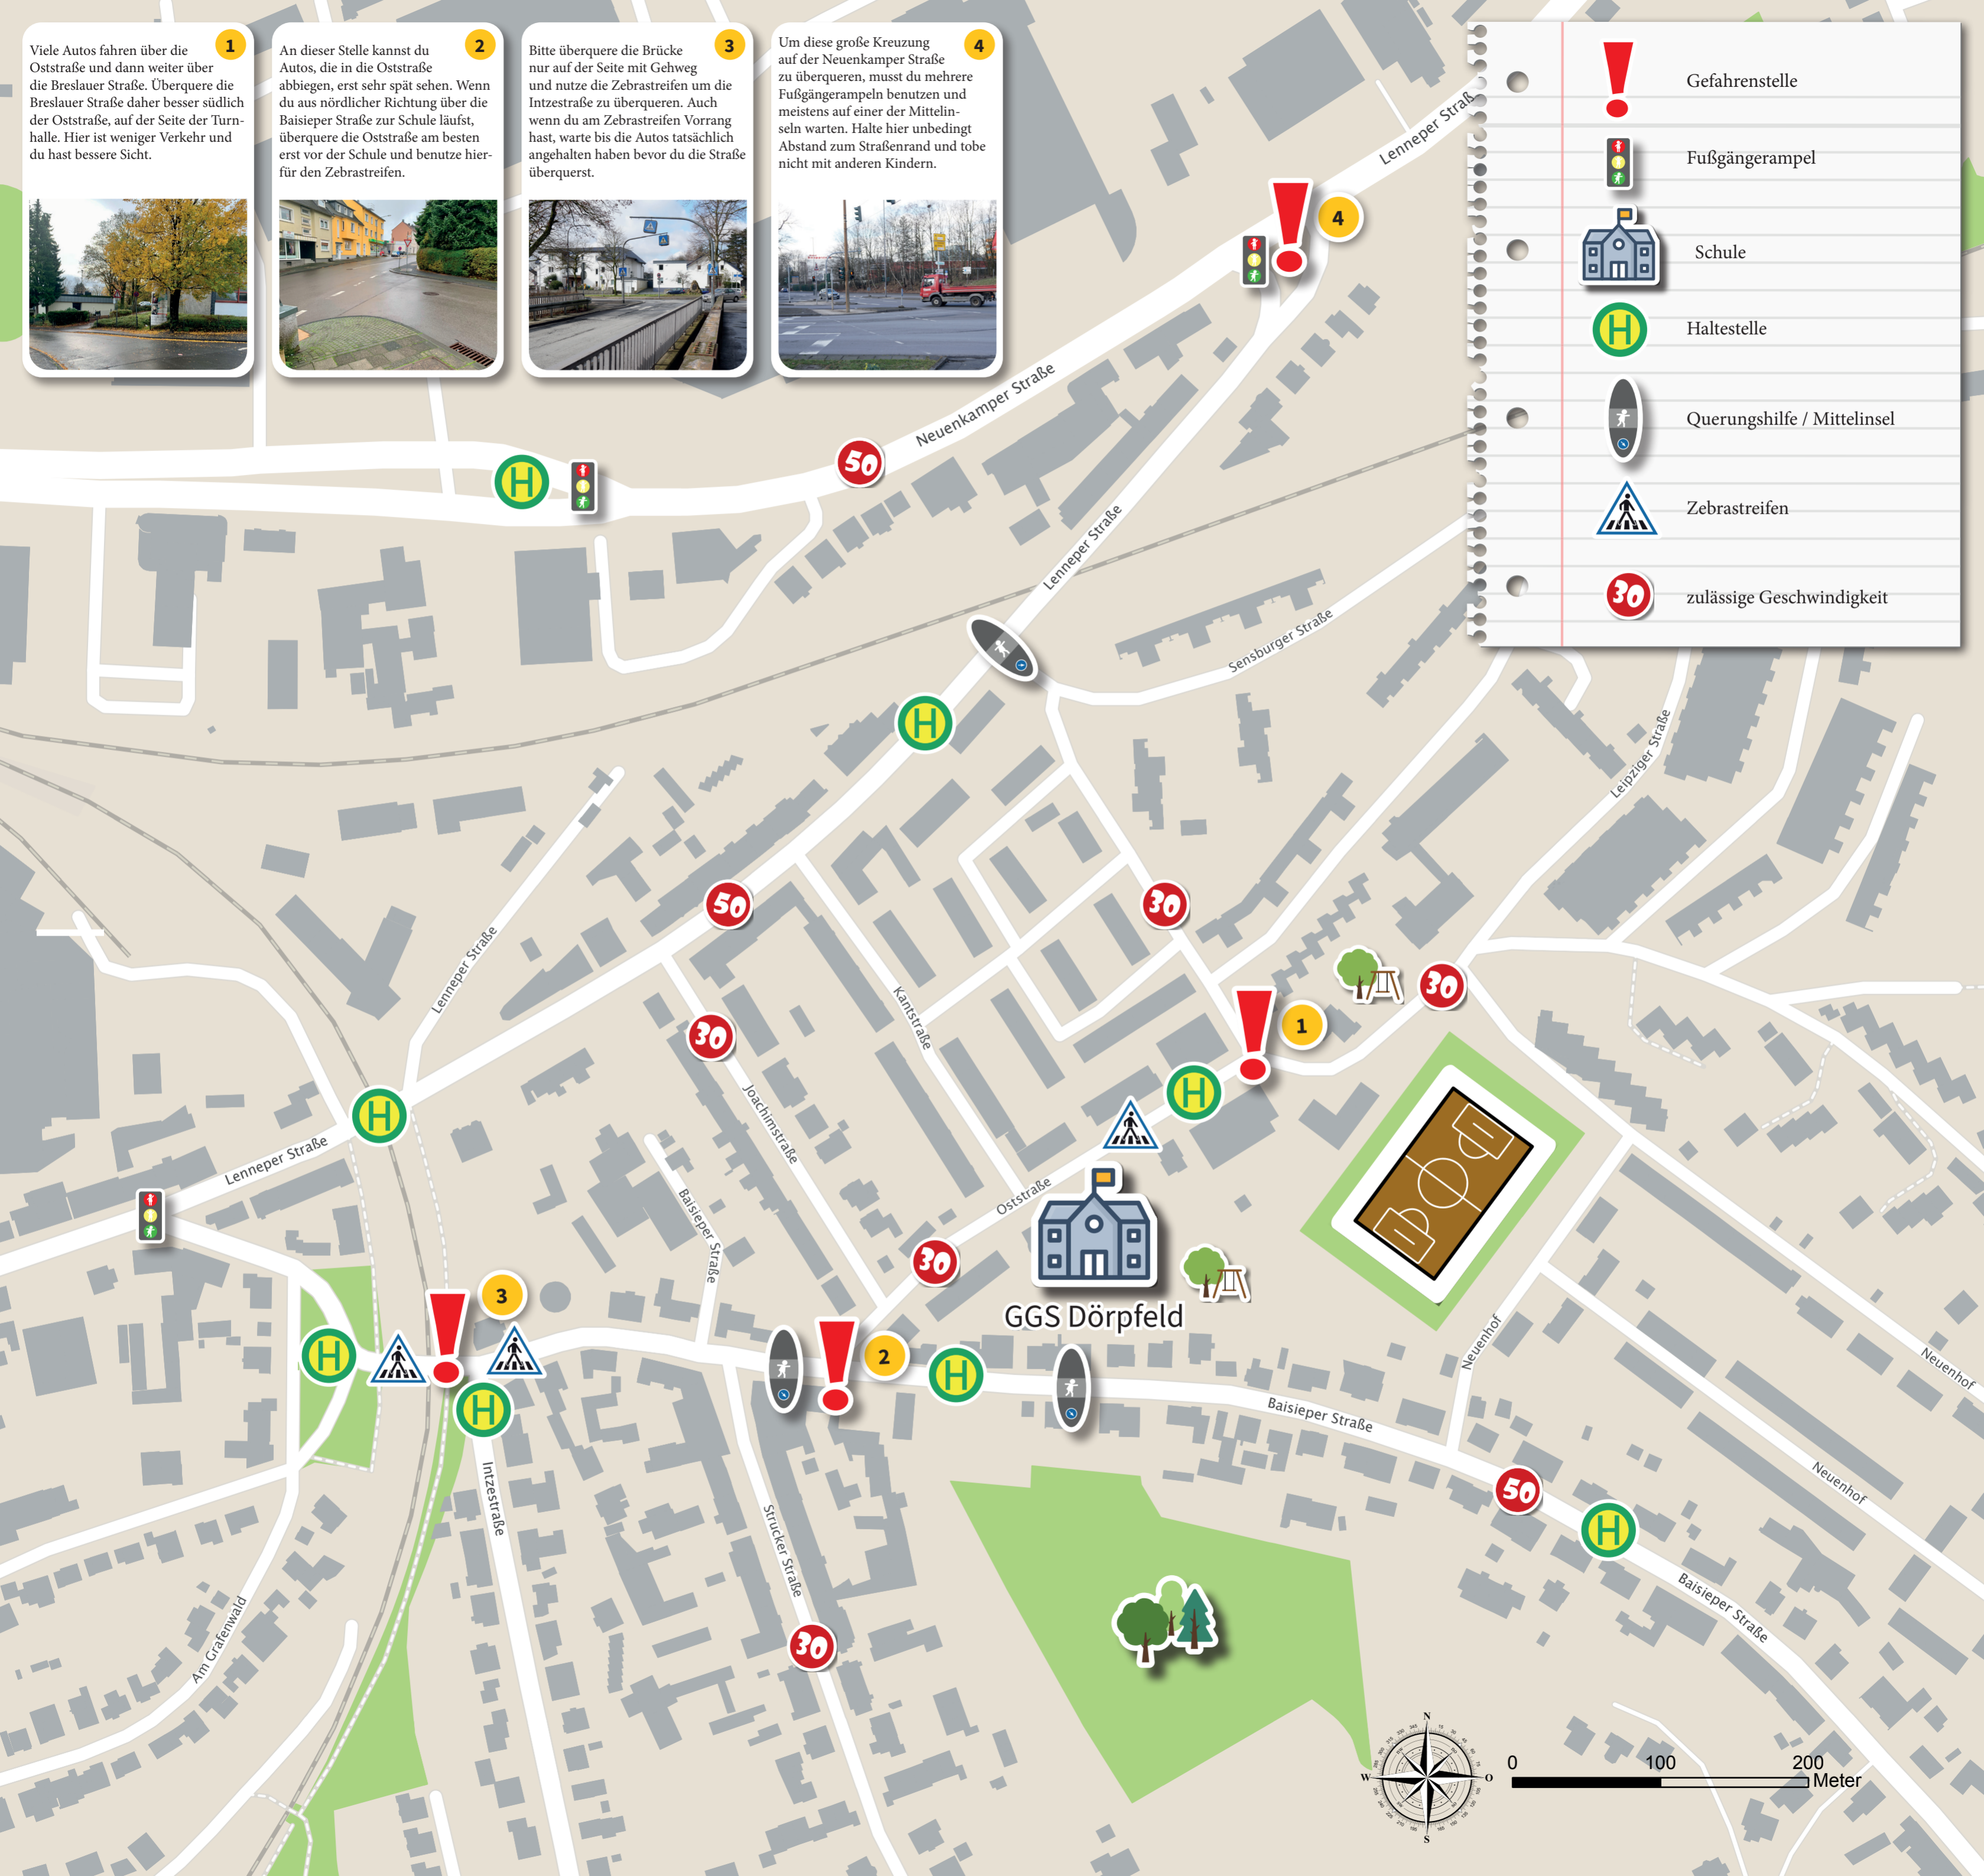 1
Viele Autos fahren über die
Oststraße und dann weiter über
die Breslauer Straße. Überquere die
Breslauer Straße daher besser südlich
der Oststraße, auf der Seite der Turn-
halle. Hier ist weniger Verkehr und
du hast bessere Sicht.
2
An dieser Stelle kannst du
Autos, die in die Oststraße
abbiegen, erst sehr spät sehen. Wenn
du aus nördlicher Richtung über die
Baisieper Straße zur Schule läufst,
überquere die Oststraße am besten
erst vor der Schule und benutze hier-
für den Zebrastreifen.
3
Bitte überquere die Brücke
nur auf der Seite mit Gehweg
und nutze die Zebrastreifen um die
Intzestraße zu überqueren. Auch
wenn du am Zebrastreifen Vorrang
hast, warte bis die Autos tatsächlich
angehalten haben bevor du die Straße
überquerst.
4
Um diese große Kreuzung
auf der Neuenkamper Straße
zu überqueren, musst du mehrere
Fußgängerampeln benutzen und
meistens auf einer der Mittelin-
seln warten. Halte hier unbedingt
Abstand zum Straßenrand und tobe
nicht mit anderen Kindern.
Gefahrenstelle
Fußgängerampel
Schule
H
Haltestelle
Querungshilfe / Mittelinsel
Zebrastreifen
30
zulässige Geschwindigkeit
Lenneper Straß
4
Neuenkamper Straße
50
H
Lenneper Straße
Sensburger Straße
H
Leipziger Straße
50
30
Lenneper Straße
30
Kantstraße
30
1
Joachimstraße
H
H
Lenneper Straße
Baisieper Straße
Oststraße
30
GGS Dörpfeld
3
2
H
H
H
Neuenhof
Neuenhof
Baisieper Straße
Intzestraße
Neuenhof
50
H
Strucker Straße
Am Grafenwald
Baisieper Straße
30
N
W
O
S
0
100
200
Meter